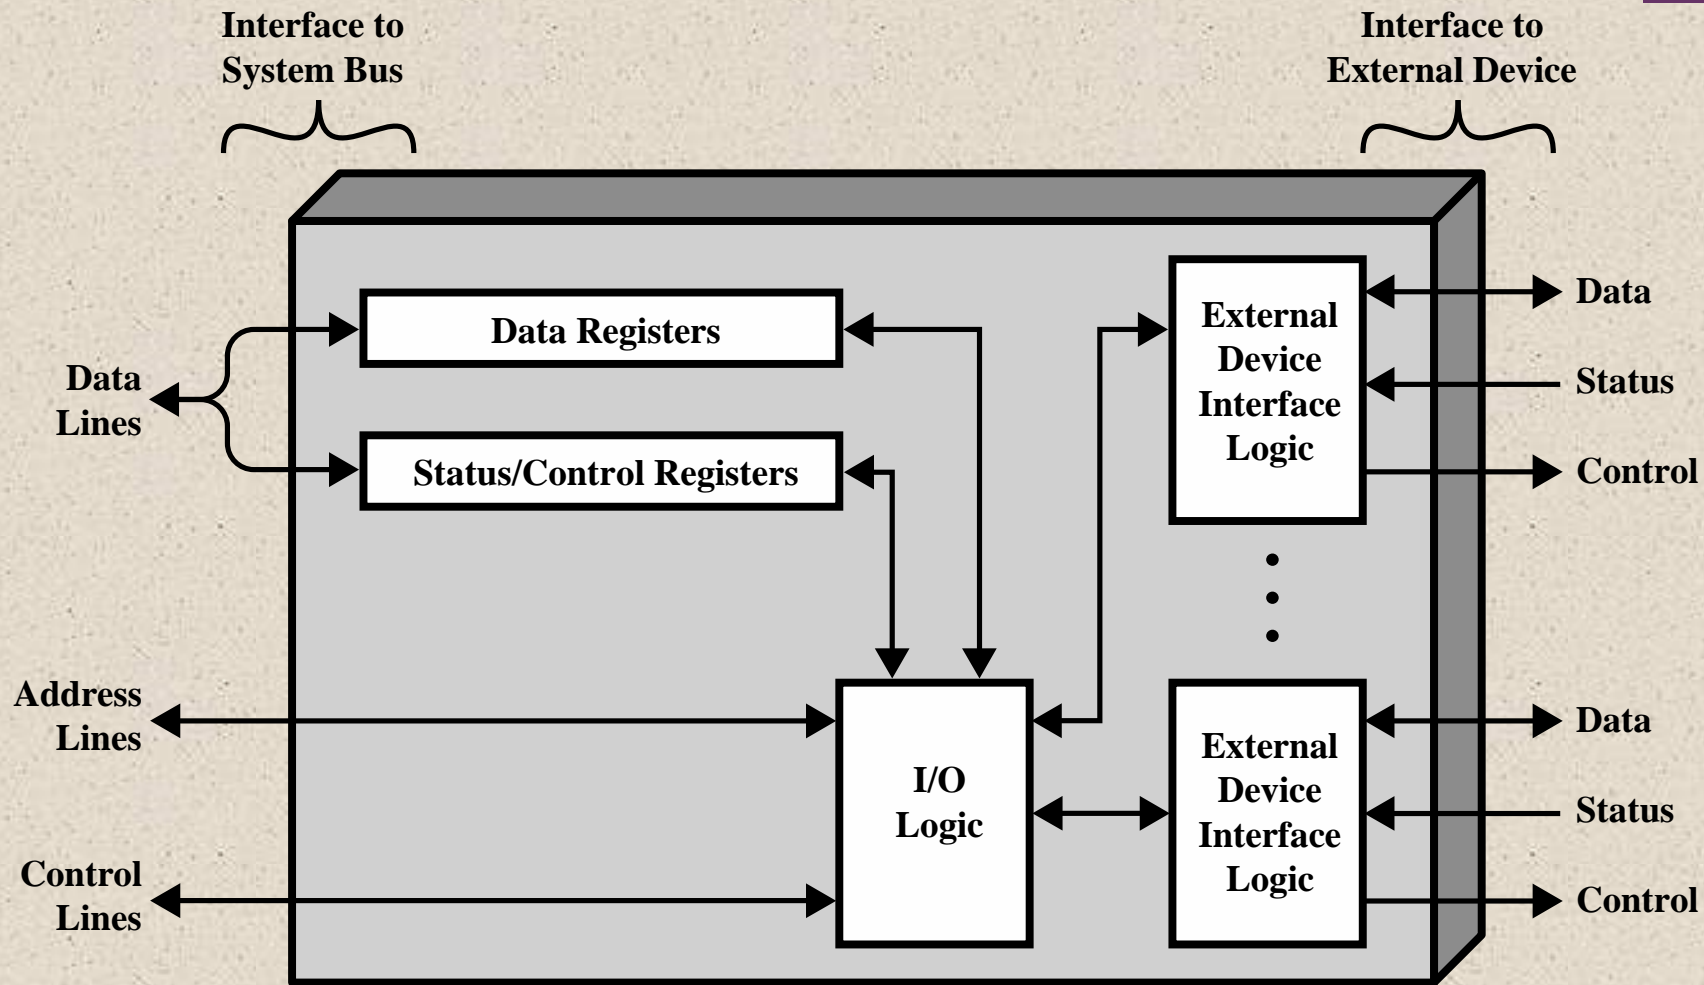 Interface to
System Bus
Interface to
External Device
Data Registers
Status/Control Registers
Data
Lines
Address
Lines
Control
Lines
I/O
Logic
External
Device
Interface
Logic
Data
Status
Control
External
Device
Interface
Logic
Data
Status
Control